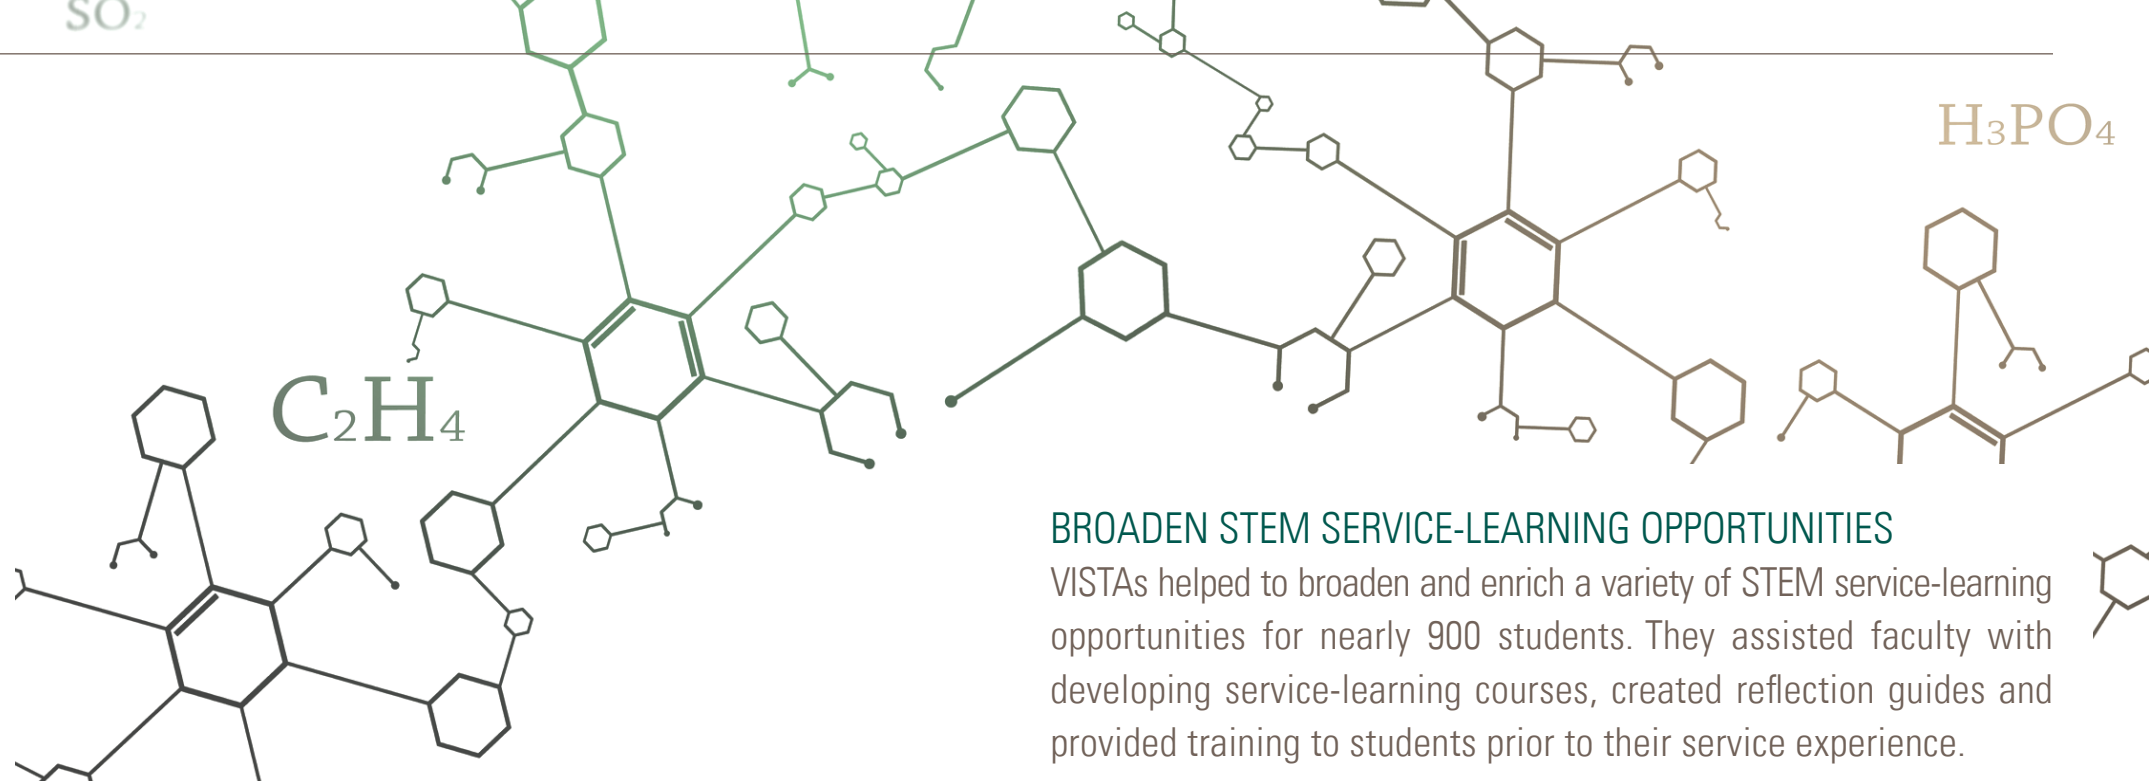 SO₂
H₃PO₄
C₂H₄
BROADEN STEM SERVICE-LEARNING OPPORTUNITIES
VISTAs helped to broaden and enrich a variety of STEM service-learning
opportunities for nearly 900 students. They assisted faculty with
developing service-learning courses, created reflection guides and
provided training to students prior to their service experience.